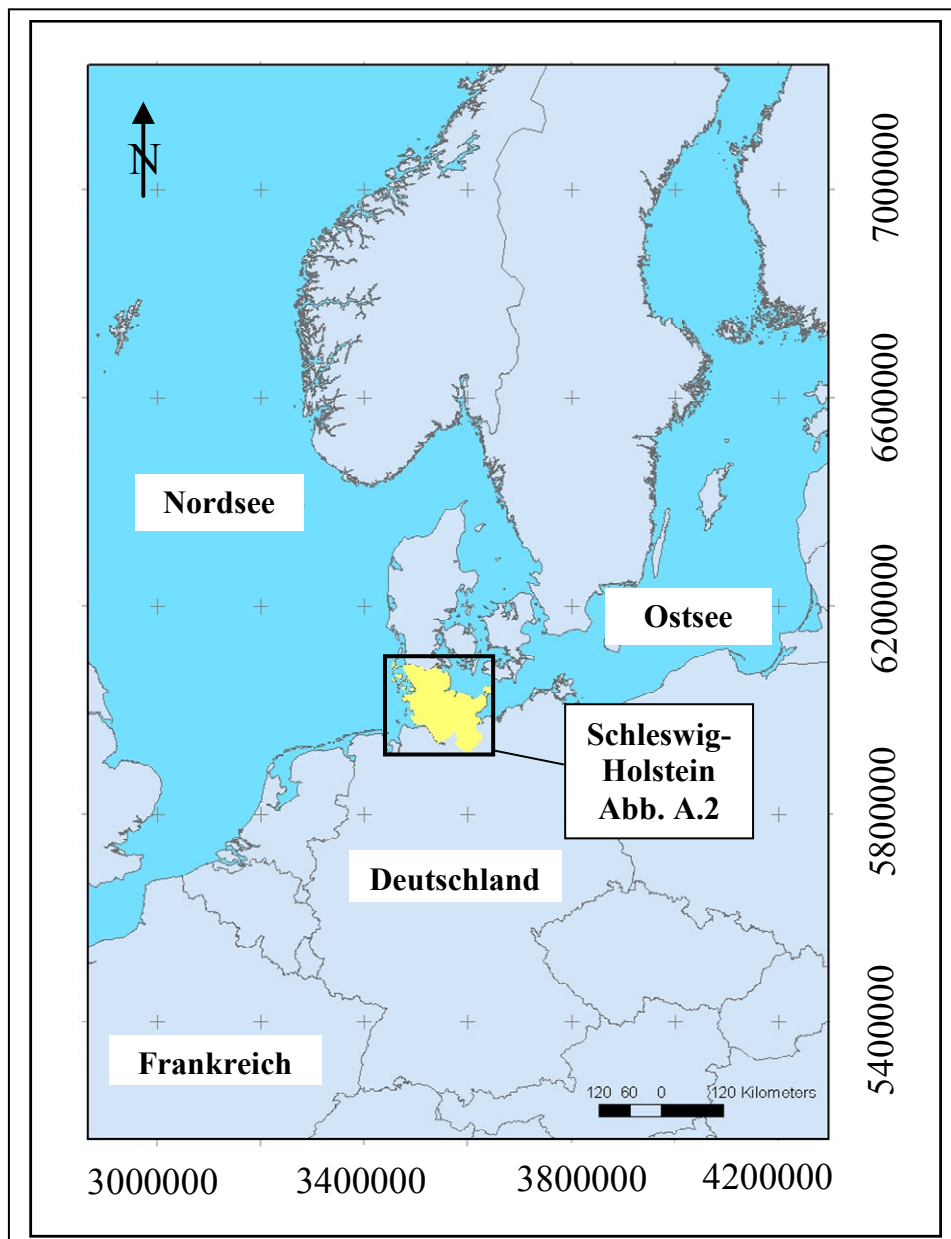 N
7000000
6600000
Nordsee
6200000
Ostsee
Schleswig-
Holstein
Abb. A.2
5800000
Deutschland
5400000
Frankreich
120 60 0 120 Kilometers
3000000 3400000 3800000 4200000